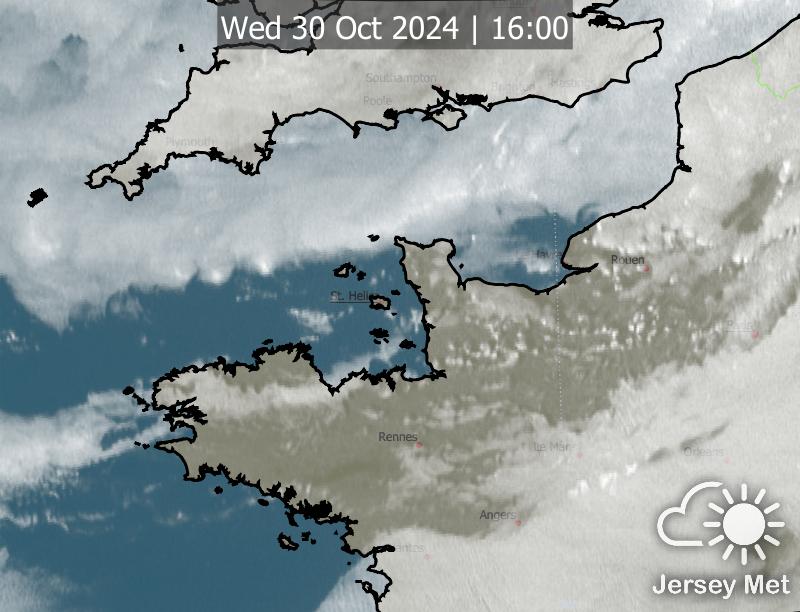 Wed 30 Oct 2024 | 16:00
Southampton
Poole
Plymouth
Rouen
St. Helier
Rennes
Le Mans
Orleans
Angers
Nantes
Jersey Met